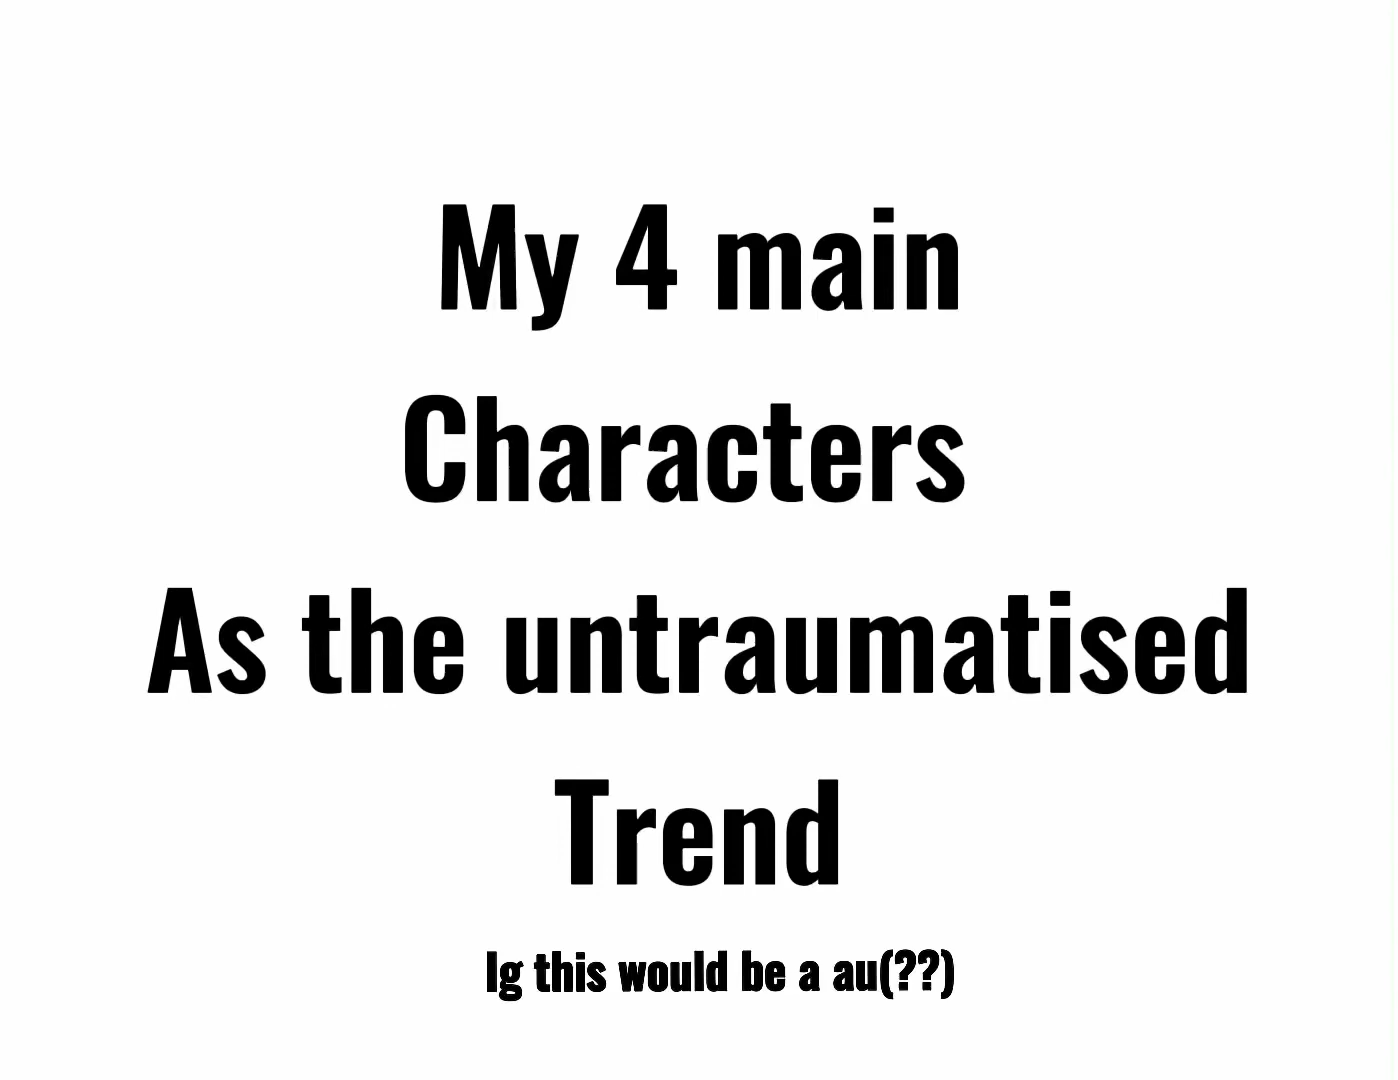 My 4 main
Characters
As the untraumatised
Trend
Ig this would be a au(??)